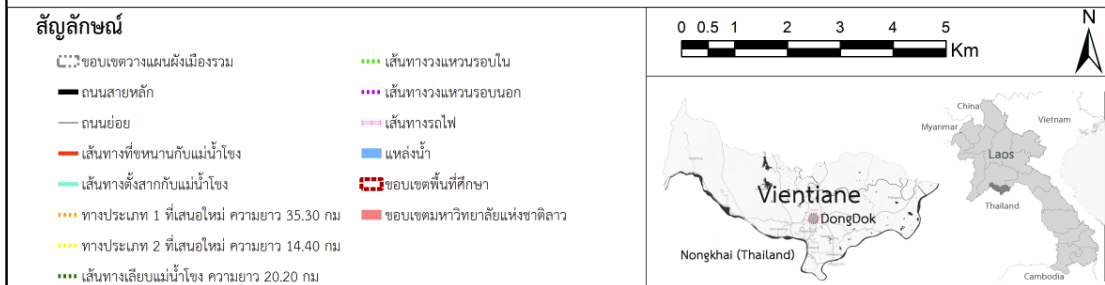 สัญลักษณ์
ขอบเขตวางแผนผังเมืองรวม
ถนนสายหลัก
ถนนย่อย
เส้นทางที่ขหนานกับแม่น้ำโขง
เส้นทางตั้งสากกับแม่น้ำโขง
ทางประเภท 1 ที่เสนอใหม่ ความยาว 35.30 กม
ทางประเภท 2 ที่เสนอใหม่ ความยาว 14.40 กม
เส้นทางเลียบแม่น้ำโขง ความยาว 20.20 กม
เส้นทางวงแหวนรอบใน
เส้นทางวงแหวนรอบนอก
เส้นทางรถไฟ
แหล่งน้ำ
ขอบเขตพื้นที่ศึกษา
ขอบเขตมหาวิทยาลัยแห่งชาติลาว
0 0.5 1 2 3 4 5
Km
N
Vientiane
DongDok
Nongkhai (Thailand)
China
Myanmar
Vietnam
Laos
Thailand
Cambodia